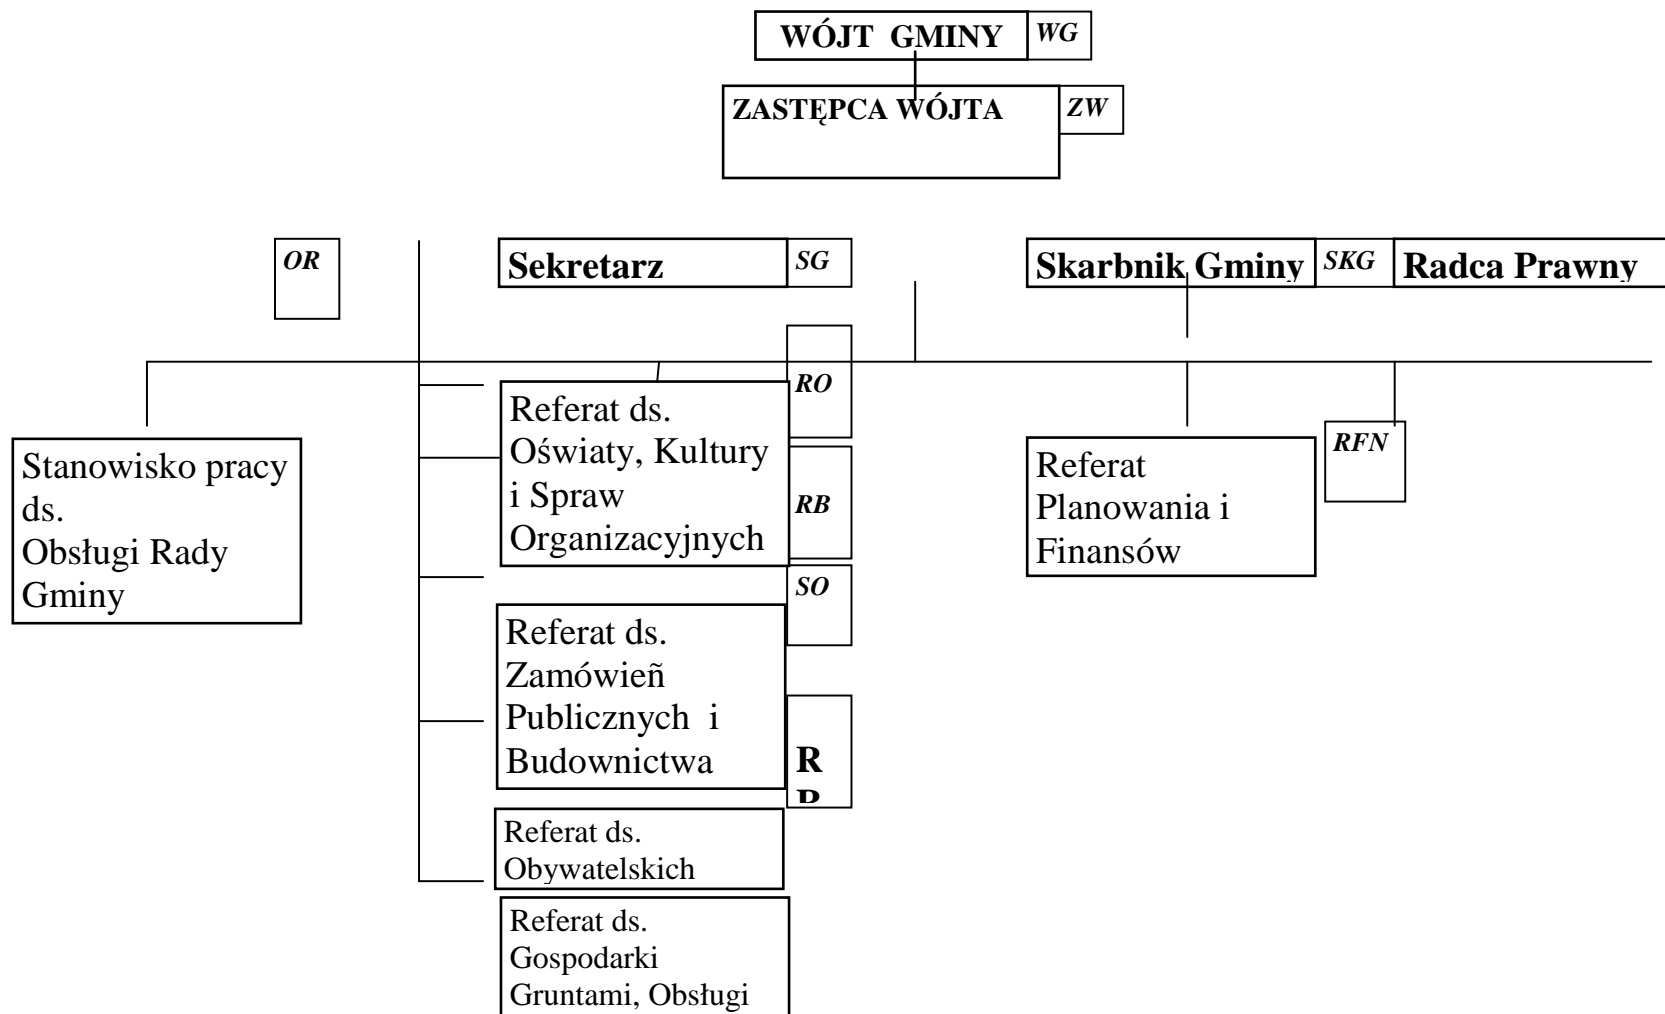 WÓJT GMINY
WG
ZASTĘPCA WÓJTA
ZW
OR
Sekretarz
SG
Skarbnik Gminy
SKG
Radca Prawny
RO
Referat ds.
Oświaty, Kultury
i Spraw
Organizacyjnych
RB
SO
Stanowisko pracy
ds.
Obsługi Rady
Gminy
Referat
Planowania i
Finansów
RFN
Referat ds.
Zamówieñ
Publicznych i
Budownictwa
R
Referat ds.
Obywatelskich
Referat ds.
Gospodarki
Gruntami, Obsługi